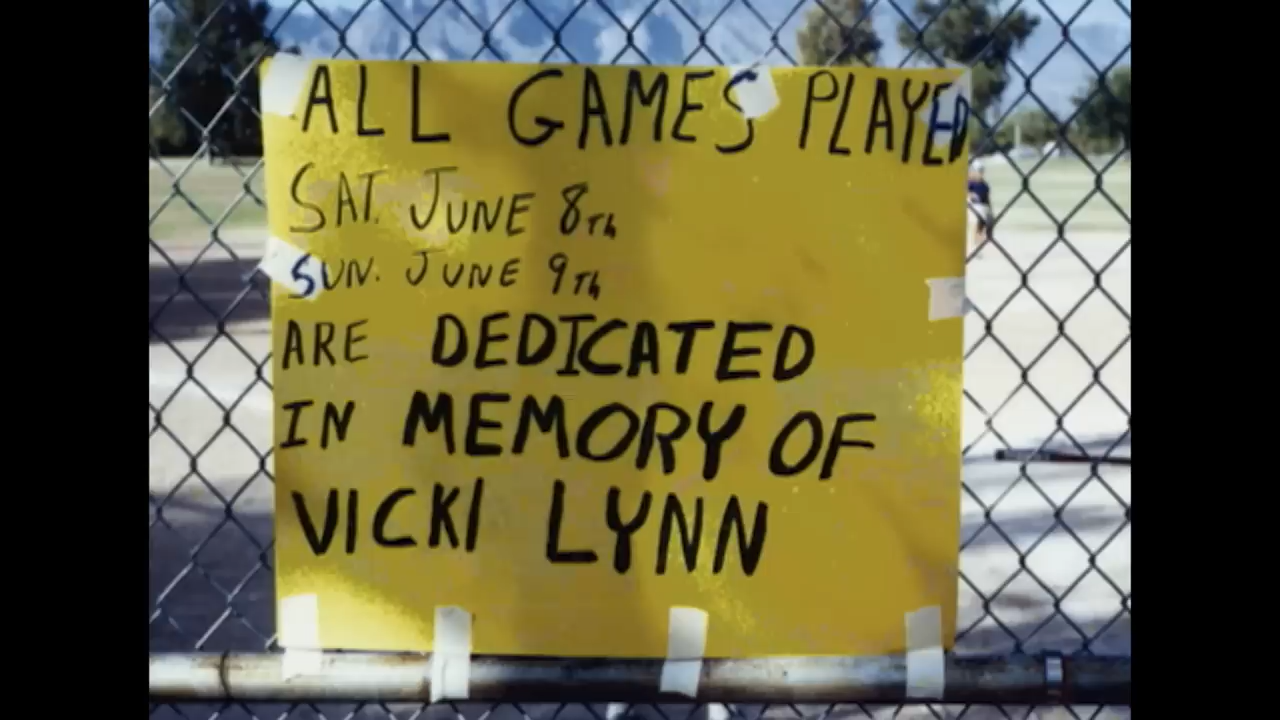 ALL GAMES PLAYED
SAT. JUNE 8TH
SUN. JUNE 9TH
ARE DEDICATED
IN MEMORY OF
VICKI LYNN